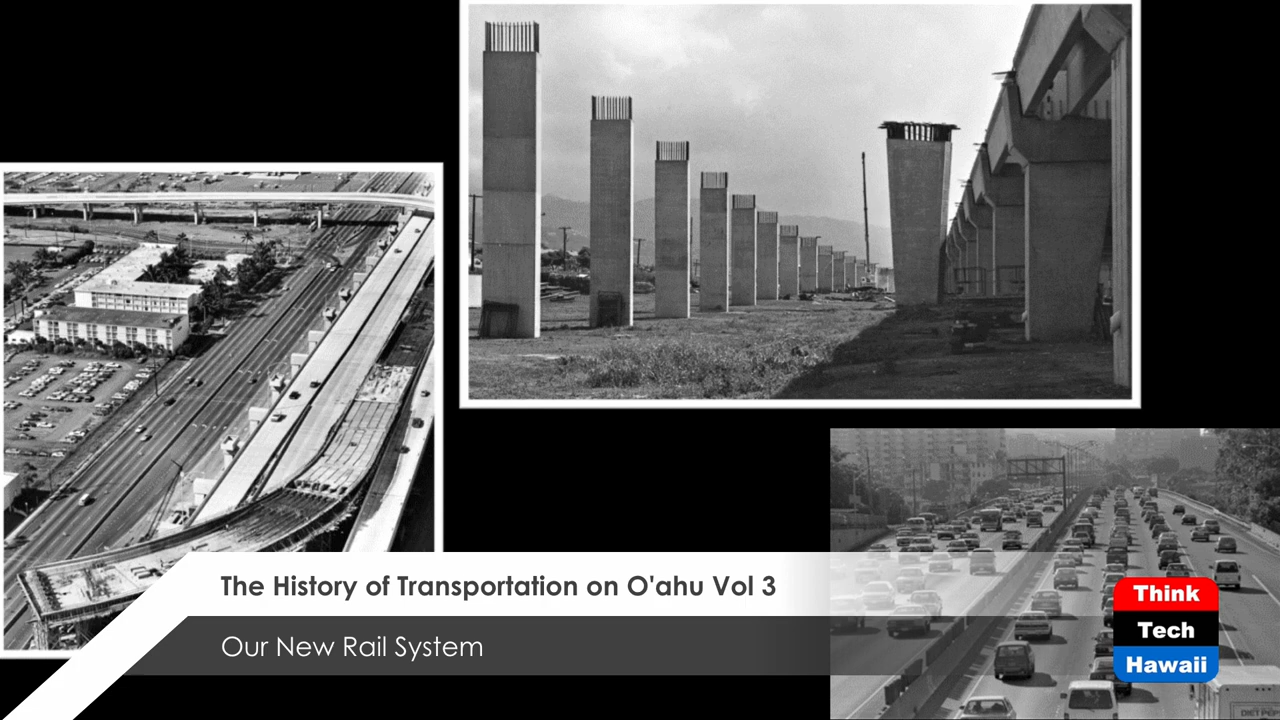 The History of Transportation on O'ahu Vol 3
Our New Rail System
Think
Tech
Hawaii